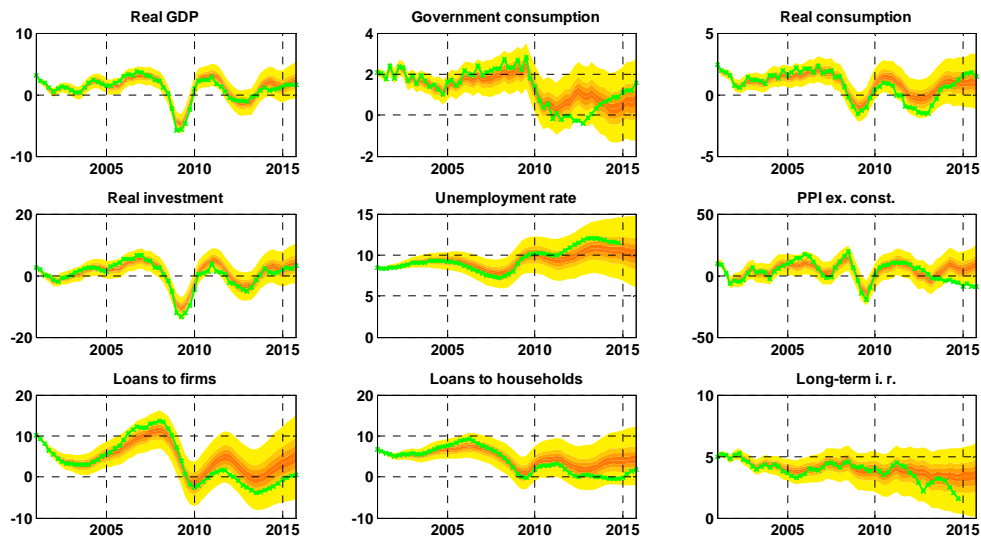 Real GDP
10
0
-10
2005 2010 2015
Government consumption
4
2
0
-2
2005 2010 2015
Real consumption
5
0
-5
2005 2010 2015
Real investment
20
0
-20
2005 2010 2015
Unemployment rate
15
10
5
0
2005 2010 2015
PPI ex. const.
50
0
-50
2005 2010 2015
Loans to firms
20
10
0
-10
2005 2010 2015
Loans to households
20
10
0
-10
2005 2010 2015
Long-term i. r.
10
5
0
2005 2010 2015